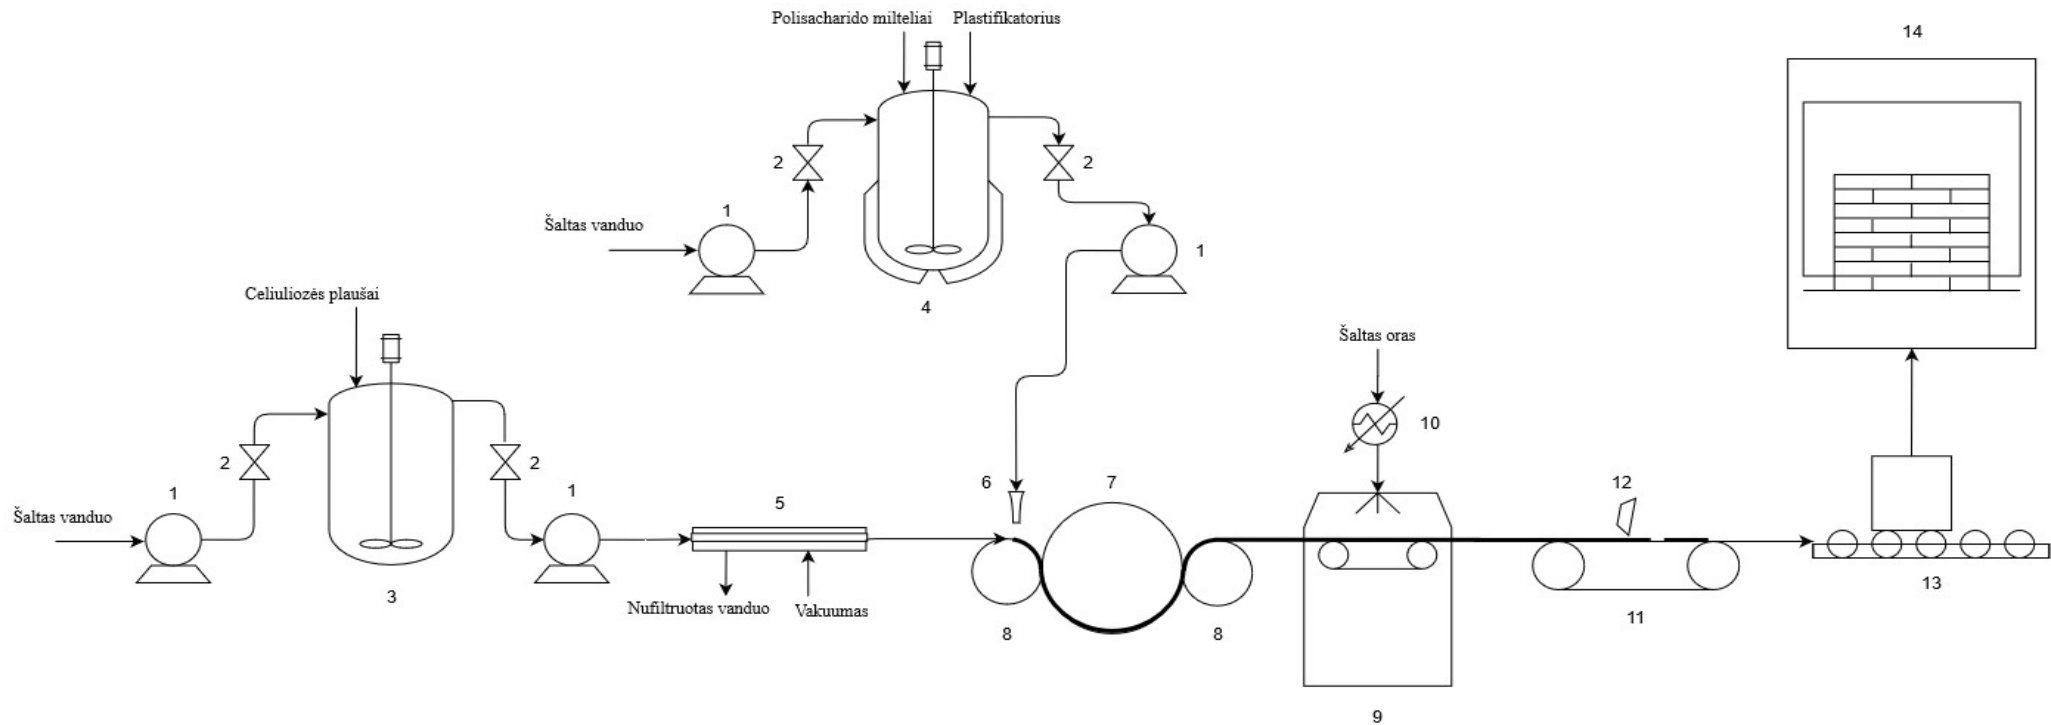 Polisacharido milteliai
Plastifikatorius
14
2
2
1
Šaltas vanduo
1
4
Celiuliozės plaušai
Šaltas oras
10
2
2
6
7
12
1
1
5
Šaltas vanduo
3
Nufiltruotas vanduo
Vakuumas
8
8
11
13
9